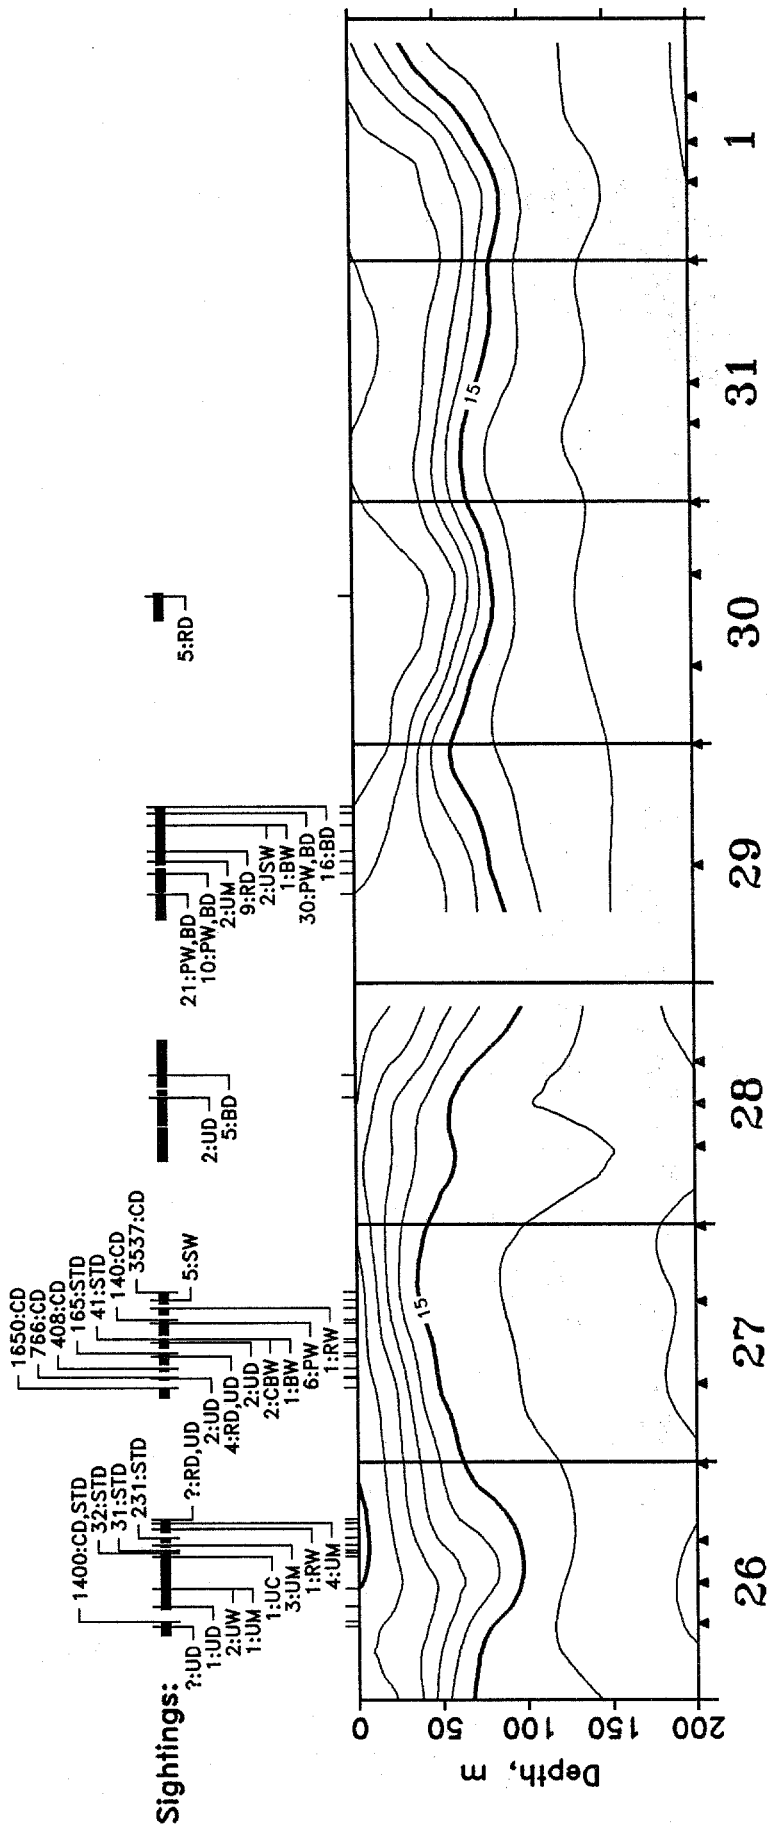 Sightings:
1400:CD,STD
32:STD
31:STD
231:STD
?:RD,UD
?:UD
1:UD
2:UW
1:UM
1:UC
3:UM
1:RW
4:UM
1650:CD
766:CD
408:CD
165:STD
41:STD
140:CD
3537:CD
5:SW
2:UD
4:RD,UD
2:UD
2:CBW
1:BW
6:PW
1:RW
2:UD
5:BD
21:PW,BD
10:PW,BD
2:UM
9:RD
2:USW
1:BW
30:PW,BD
16:BD
5:RD
Depth, m
0
50
100
150
200
15
15
26
27
28
29
30
31
1